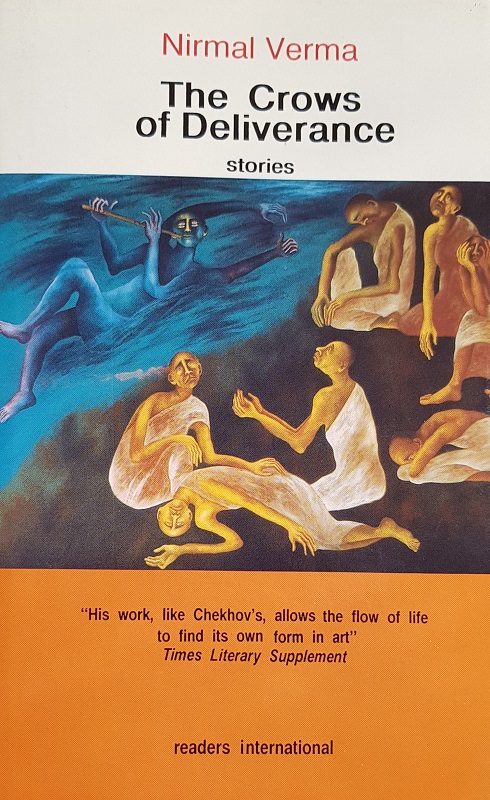 Nirmal Verma
The Crows
of Deliverance
stories
“His work, like Chekhov's, allows the flow of life
to find its own form in art”
Times Literary Supplement
readers international